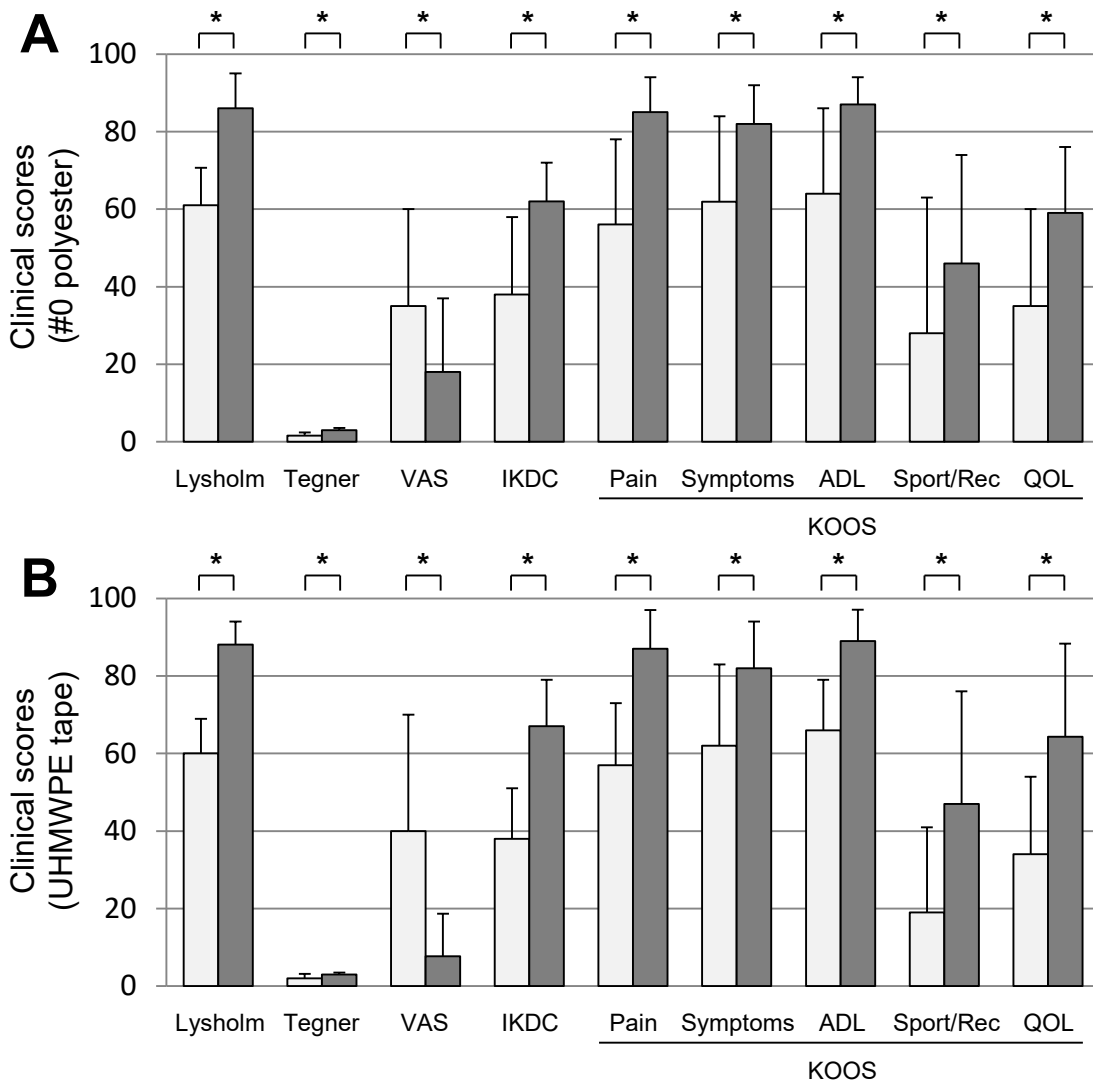 A
* * * * * * * * *
100
80
60
40
20
0
Clinical scores
(#0 polyester)
Lysholm Tegner VAS IKDC Pain Symptoms ADL Sport/Rec QOL
KOOS
B
* * * * * * * * *
100
80
60
40
20
0
Clinical scores
(UHMWPE tape)
Lysholm Tegner VAS IKDC Pain Symptoms ADL Sport/Rec QOL
KOOS